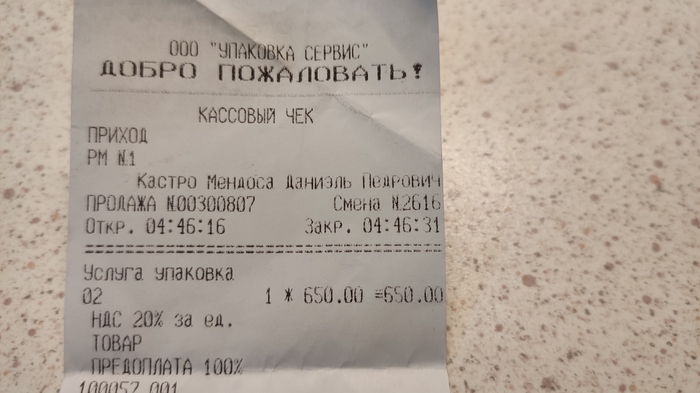 ООО "УПАКОВКА СЕРВИС"
ДОБРО ПОЖАЛОВАТЬ!
КАССОВЫЙ ЧЕК
ПРИХОД
РМ N1
Кастро Мендоса Даниэль Педрович
ПРОДАЖА N00300807 Смена N2616
Откр. 04:46:16 Закр. 04:46:31
Услуга упаковка
02 1 * 650.00 =650.00
НДС 20% за ед.
ТОВАР
ПРЕДОПЛАТА 100%
100057.001